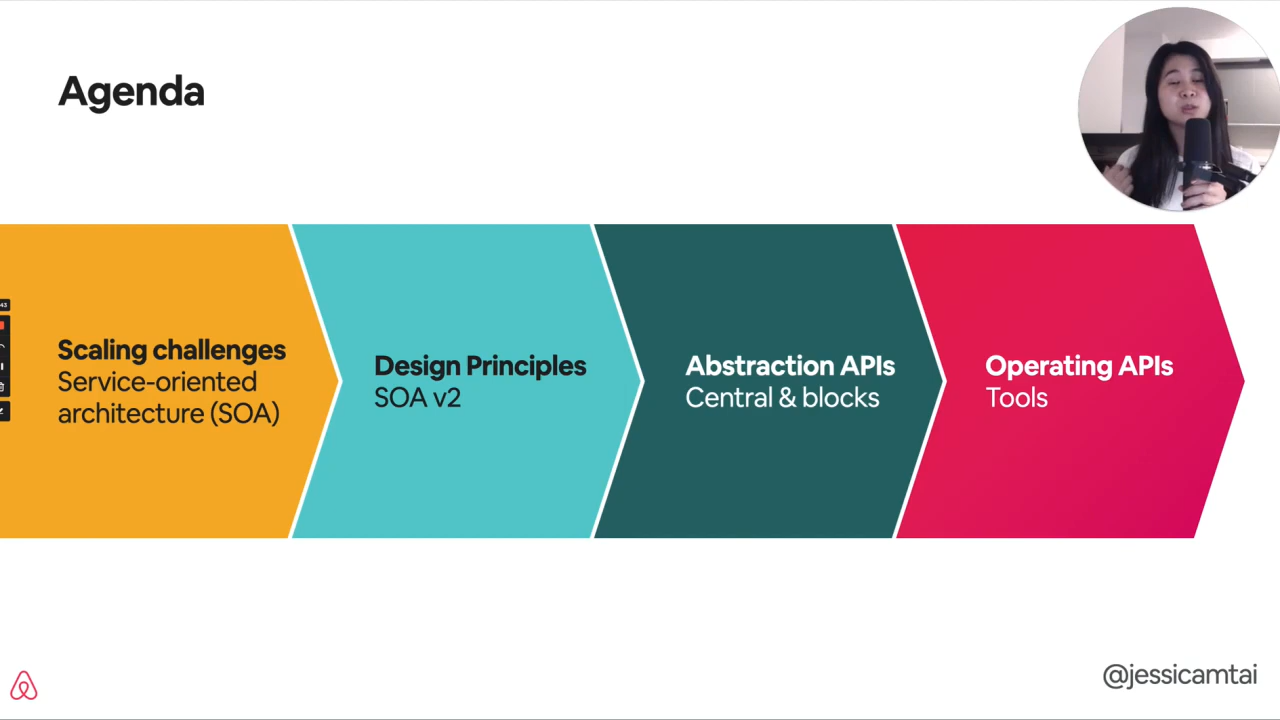 Agenda
Scaling challenges
Service-oriented
architecture (SOA)
Design Principles
SOA v2
Abstraction APIs
Central & blocks
Operating APIs
Tools
43
@jessicamtai